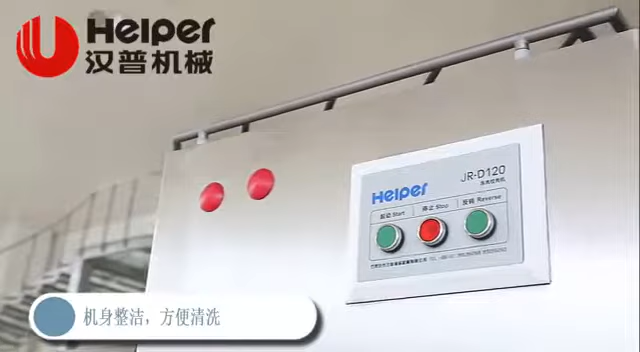 Helper
汉普机械
Helper
JR-D120
启动 Start
停止 Stop
反转 Reverse
机身整洁，方便清洗